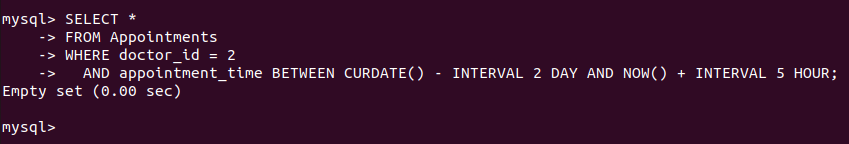 mysql> SELECT *
    -> FROM Appointments
    -> WHERE doctor_id = 2
    ->   AND appointment_time BETWEEN CURDATE() - INTERVAL 2 DAY AND NOW() + INTERVAL 5 HOUR;
Empty set (0.00 sec)

mysql>